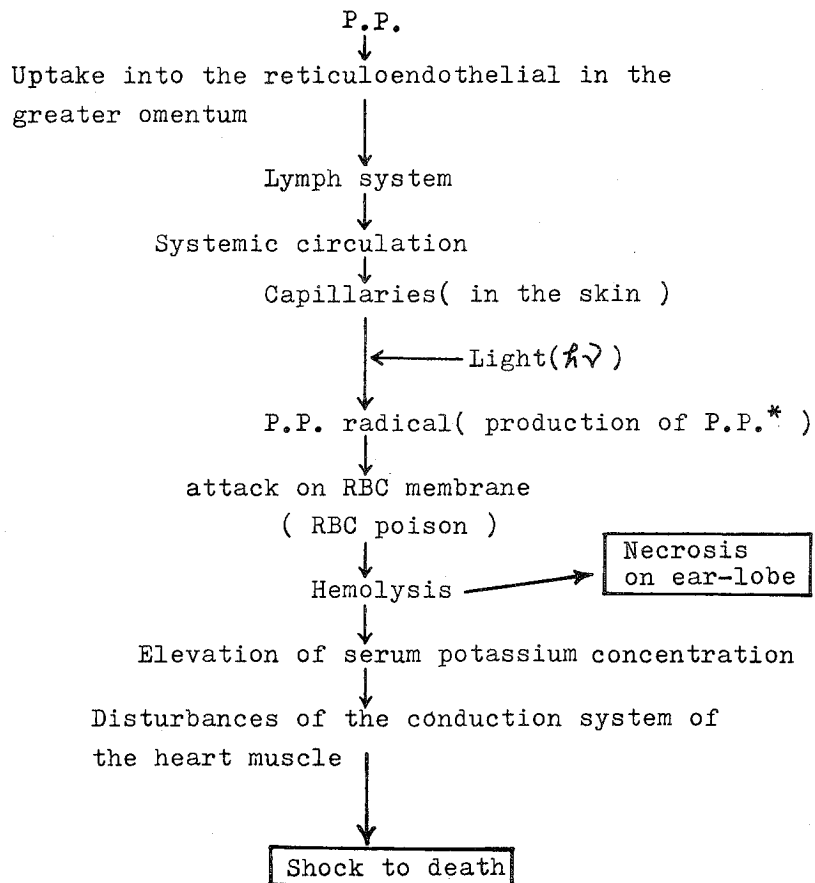 P.P.
Uptake into the reticuloendothelial in the
greater omentum
Lymph system
Systemic circulation
Capillaries( in the skin )
Light(hν)
P.P. radical( production of P.P.* )
attack on RBC membrane
( RBC poison )
Necrosis
on ear-lobe
Hemolysis
Elevation of serum potassium concentration
Disturbances of the conduction system of
the heart muscle
Shock to death